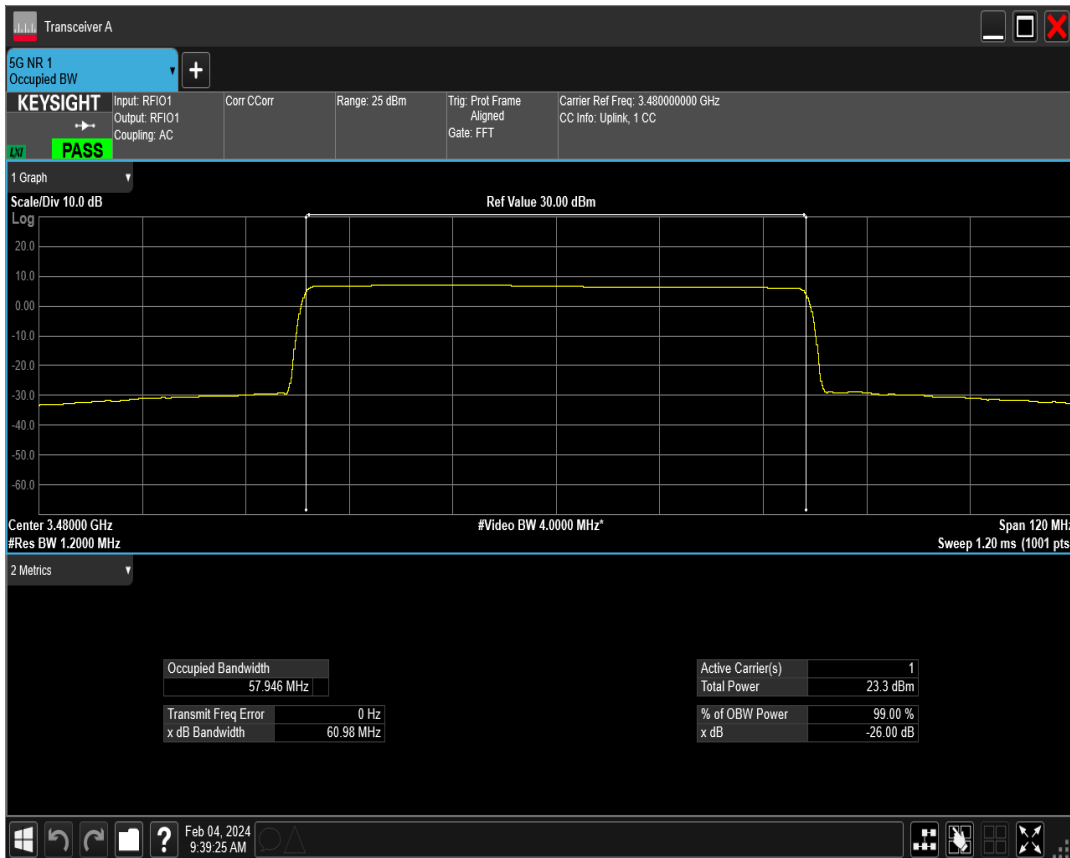 Transceiver A
5G NR 1
Occupied BW
+
KEYSIGHT
LXI
PASS
Input: RFIO1
Output: RFIO1
Coupling: AC
Corr CCorr
Range: 25 dBm
Trig: Prot Frame
Aligned
Gate: FFT
Carrier Ref Freq: 3.480000000 GHz
CC Info: Uplink, 1 CC
1 Graph
Scale/Div 10.0 dB
Ref Value 30.00 dBm
Log
20.0
10.0
0.00
-10.0
-20.0
-30.0
-40.0
-50.0
-60.0
Center 3.48000 GHz
#Video BW 4.0000 MHz*
Span 120 MHz
#Res BW 1.2000 MHz
Sweep 1.20 ms (1001 pts
2 Metrics
Occupied Bandwidth
57.946 MHz
Transmit Freq Error 0 Hz
x dB Bandwidth 60.98 MHz
Active Carrier(s) 1
Total Power 23.3 dBm
% of OBW Power 99.00 %
x dB -26.00 dB
?
Feb 04, 2024
9:39:25 AM